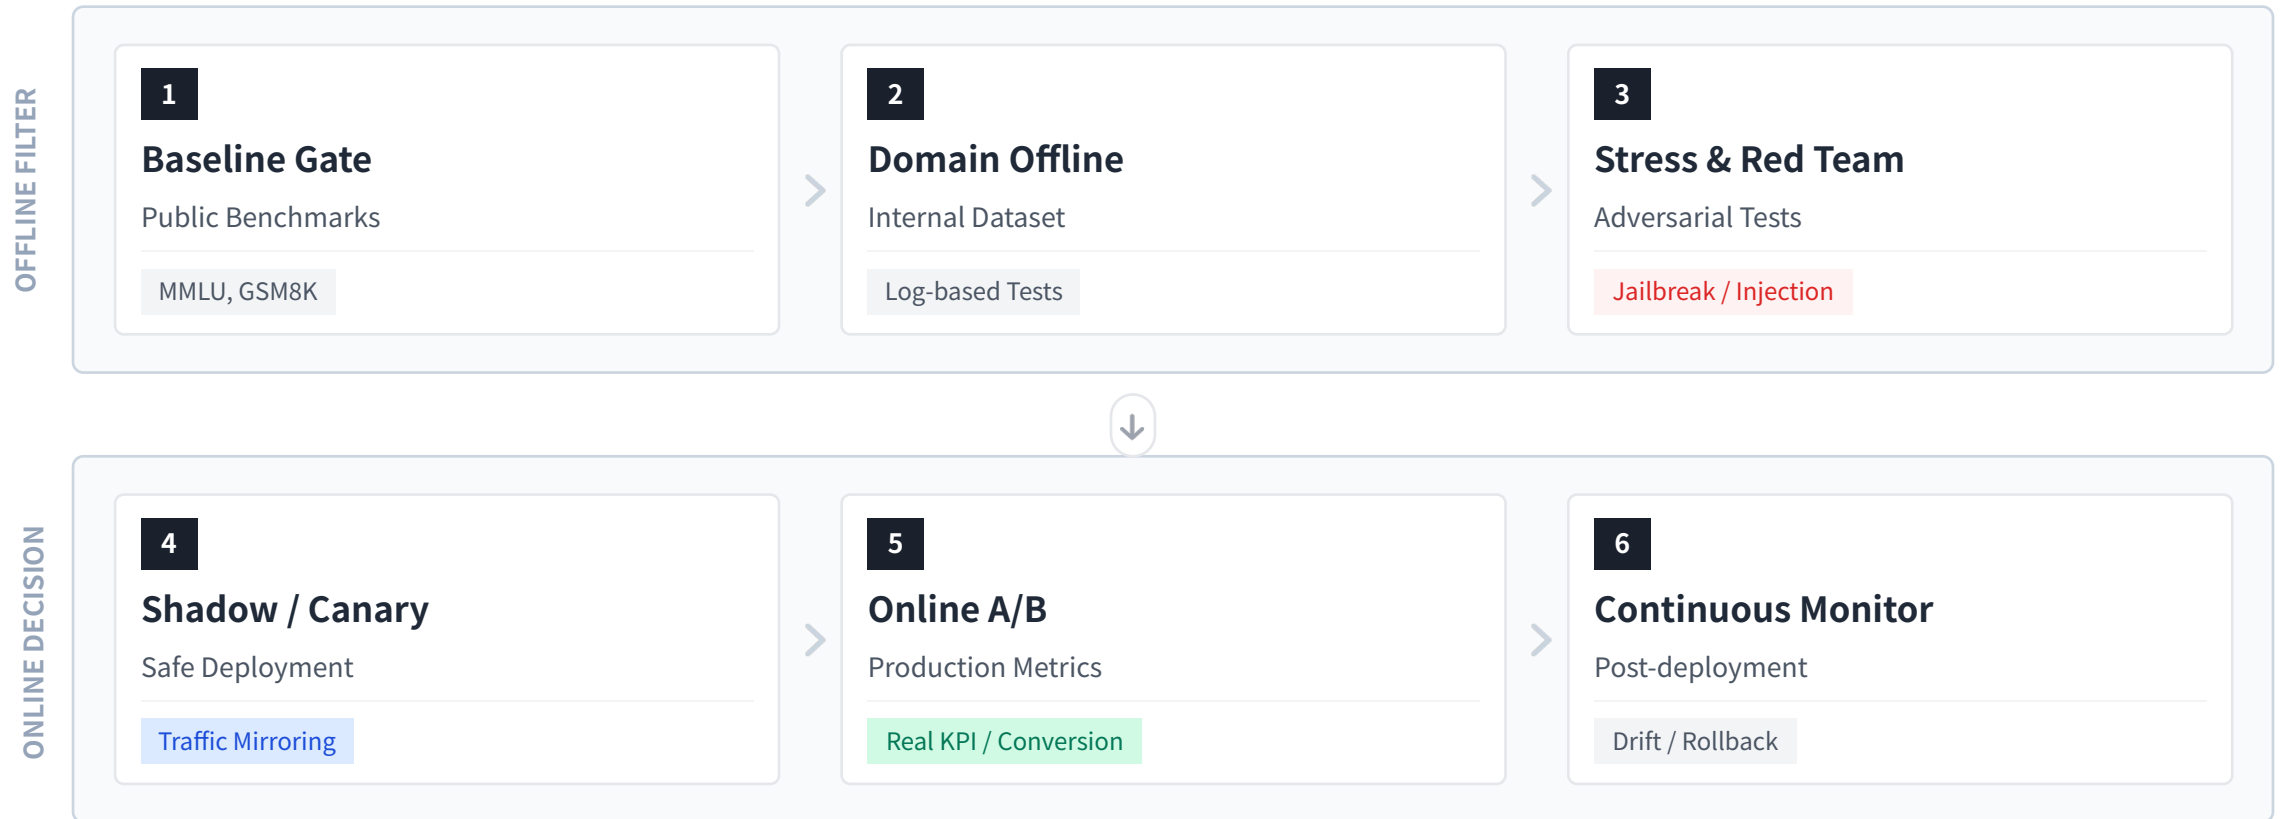 OFFLINE FILTER
1
Baseline Gate
Public Benchmarks
MMLU, GSM8K
2
Domain Offline
Internal Dataset
Log-based Tests
3
Stress & Red Team
Adversarial Tests
Jailbreak / Injection
ONLINE DECISION
4
Shadow / Canary
Safe Deployment
Traffic Mirroring
5
Online A/B
Production Metrics
Real KPI / Conversion
6
Continuous Monitor
Post-deployment
Drift / Rollback